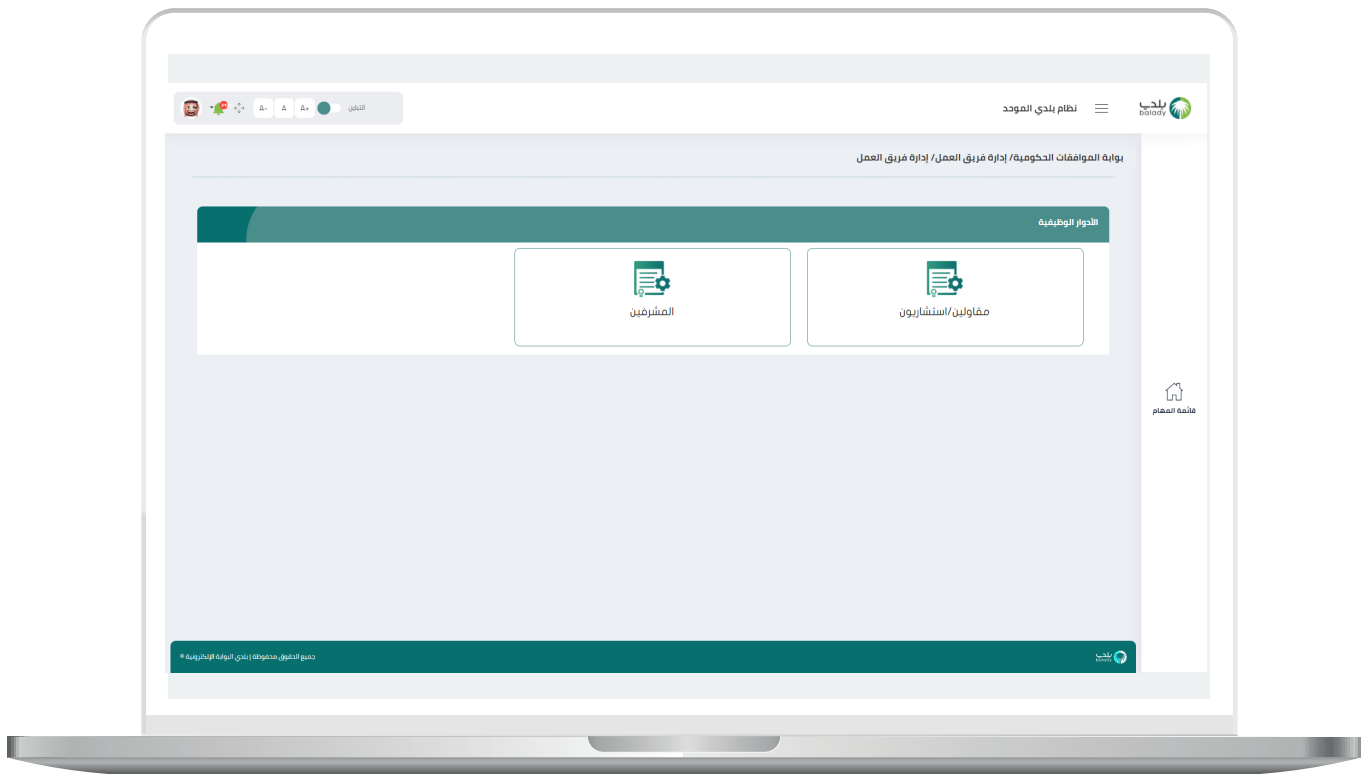 بلدي
balady
نظام بلدي الموحد
التباين
A+
A
A-
بوابة الموافقات الحكومية/ إدارة فريق العمل/ إدارة فريق العمل
الأدوار الوظيفية
مقاولين/استشاريون
المشرفين
قائمة المهام
بلدي
balady
جميع الحقوق محفوظة | بلدي البوابة الإلكترونية ©